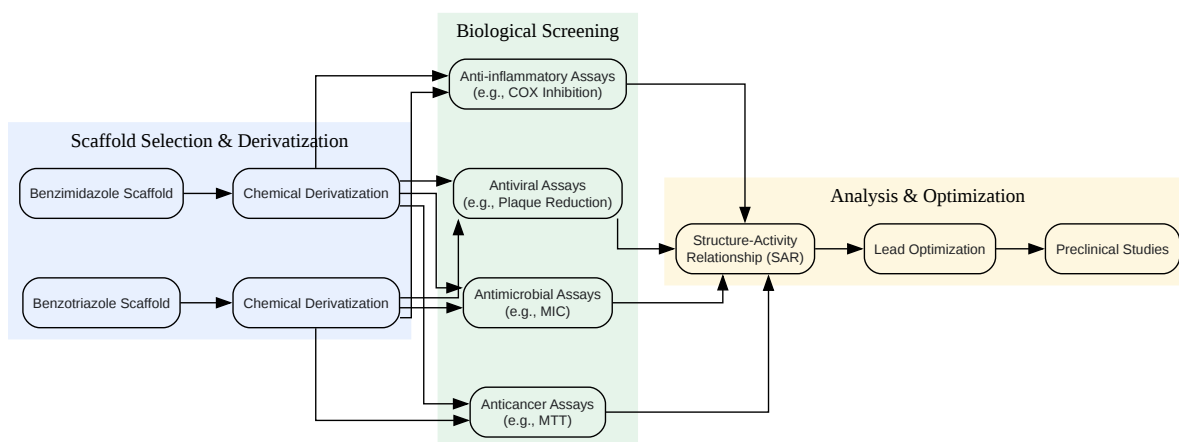 Biological Screening
Anti-inflammatory Assays
(e.g., COX Inhibition)
Scaffold Selection & Derivatization
Benzimidazole Scaffold
Chemical Derivatization
Antiviral Assays
(e.g., Plaque Reduction)
Analysis & Optimization
Structure-Activity
Relationship (SAR)
Lead Optimization
Preclinical Studies
Benzotriazole Scaffold
Chemical Derivatization
Antimicrobial Assays
(e.g., MIC)
Anticancer Assays
(e.g., MTT)